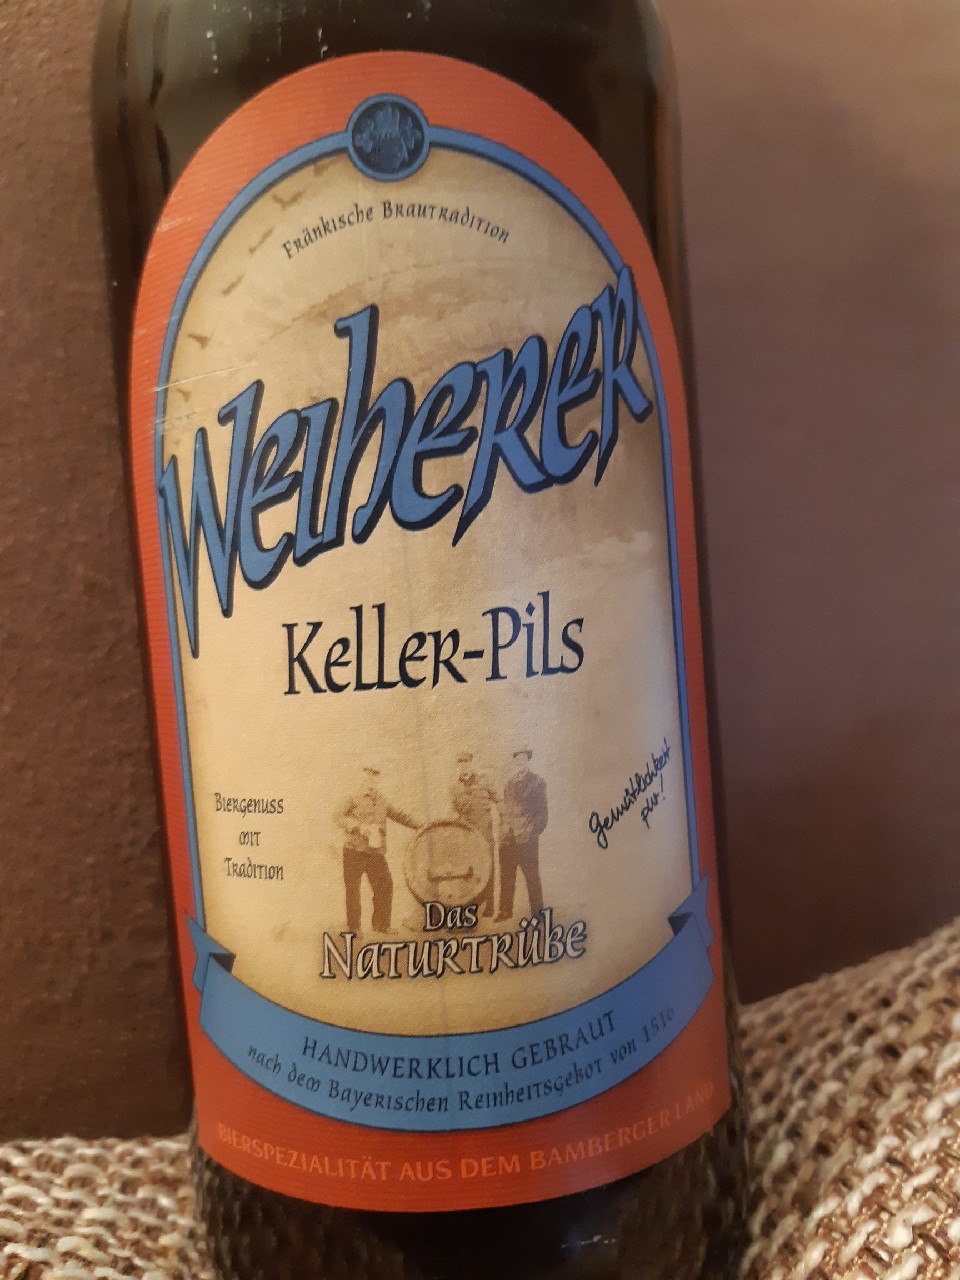 Fränkische Brautradition
Weiherer
Keller-Pils
Biergenuss
mit
Tradition
Gemütlichkeit
pur!
Das
Naturtrübe
HANDWERKLICH GEBRAUT
nach dem Bayerischen Reinheitsgebot von 1516
BIERSPEZIALITÄT AUS DEM BAMBERGER LAND